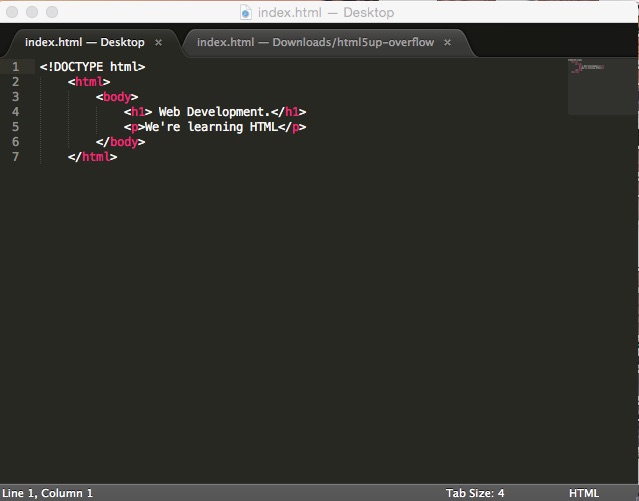 index.html — Desktop
index.html — Desktop × index.html — Downloads/html5up-overflow ×
1 <!DOCTYPE html>
2 <html>
3 <body>
4 <h1> Web Development.</h1>
5 <p>We're learning HTML</p>
6 </body>
7 </html>
Line 1, Column 1 Tab Size: 4 HTML